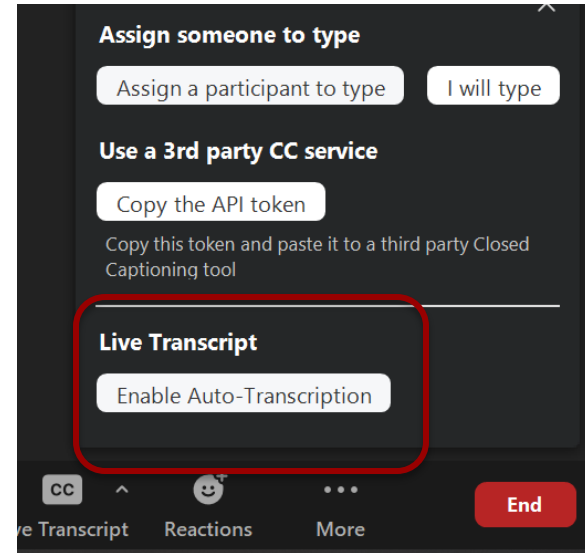 Assign someone to type
Assign a participant to type
I will type
Use a 3rd party CC service
Copy the API token
Copy this token and paste it to a third party Closed
Captioning tool
Live Transcript
Enable Auto-Transcription
CC
ve Transcript
Reactions
More
End